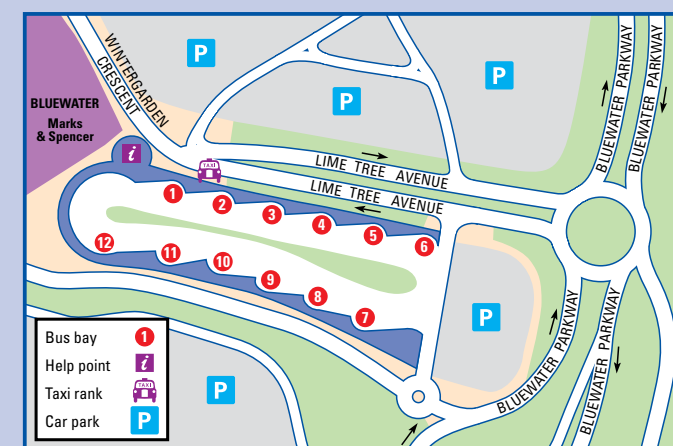 WINTERGARDEN
CRESCENT
BLUEWATER
Marks
& Spencer
P
P
P
BLUEWATER PARKWAY
BLUEWATER PARKWAY
i
TAXI
LIME TREE AVENUE
LIME TREE AVENUE
1
2
3
4
5
6
12
11
10
9
8
7
P
BLUEWATER PARKWAY
BLUEWATER PARKWAY
P
Bus bay 1
Help point i
Taxi rank TAXI
Car park P